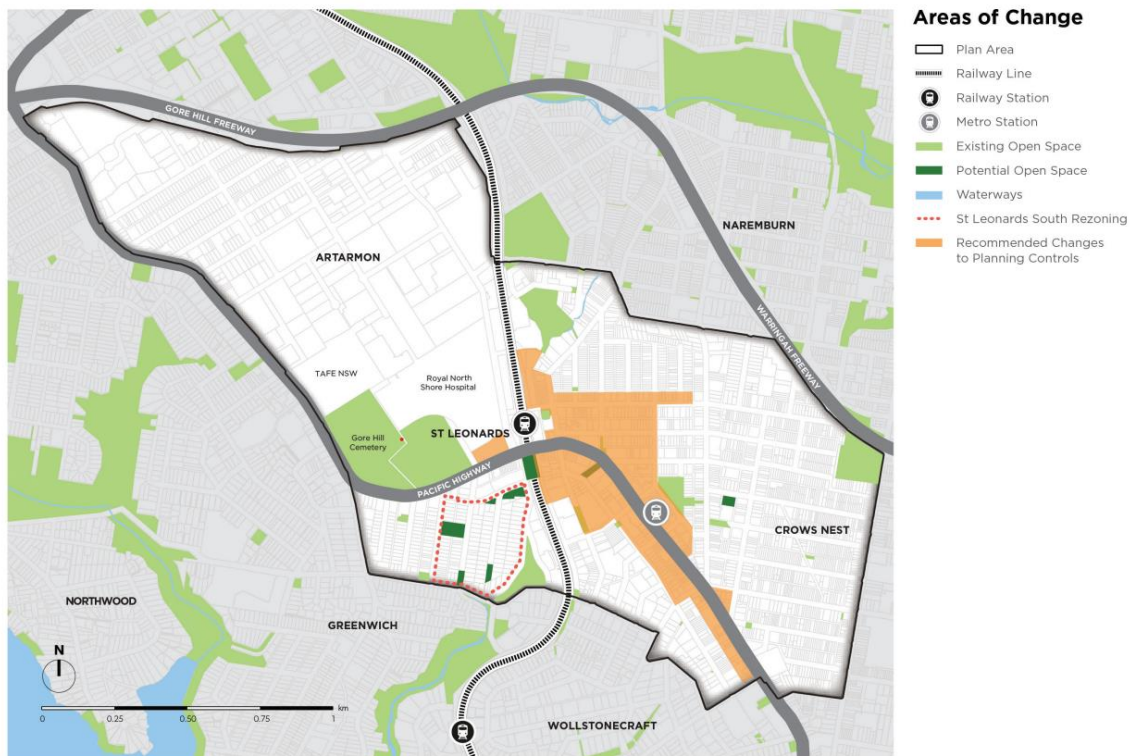 Areas of Change
Plan Area
Railway Line
Railway Station
Metro Station
Existing Open Space
Potential Open Space
Waterways
St Leonards South Rezoning
Recommended Changes
to Planning Controls
GORE HILL FREEWAY
NAREMBURN
ARTARMON
WARRINGAH FREEWAY
TAFE NSW
Royal North
Shore Hospital
ST LEONARDS
Gore Hill
Cemetery
PACIFIC HIGHWAY
CROWS NEST
NORTHWOOD
GREENWICH
N
WOLLSTONECRAFT
0 0.25 0.50 0.75 1
km